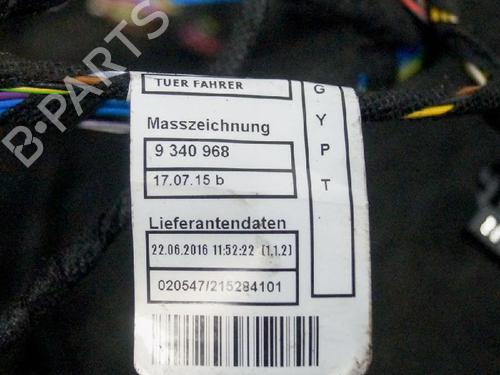 B-PARTS
TUER FAHRER
Masszeichnung
9 340 968
17.07.15 b
Lieferantendaten
22.06.2016 11:52:22 (1,1,2)
020547/215284101
G
Y
P
T